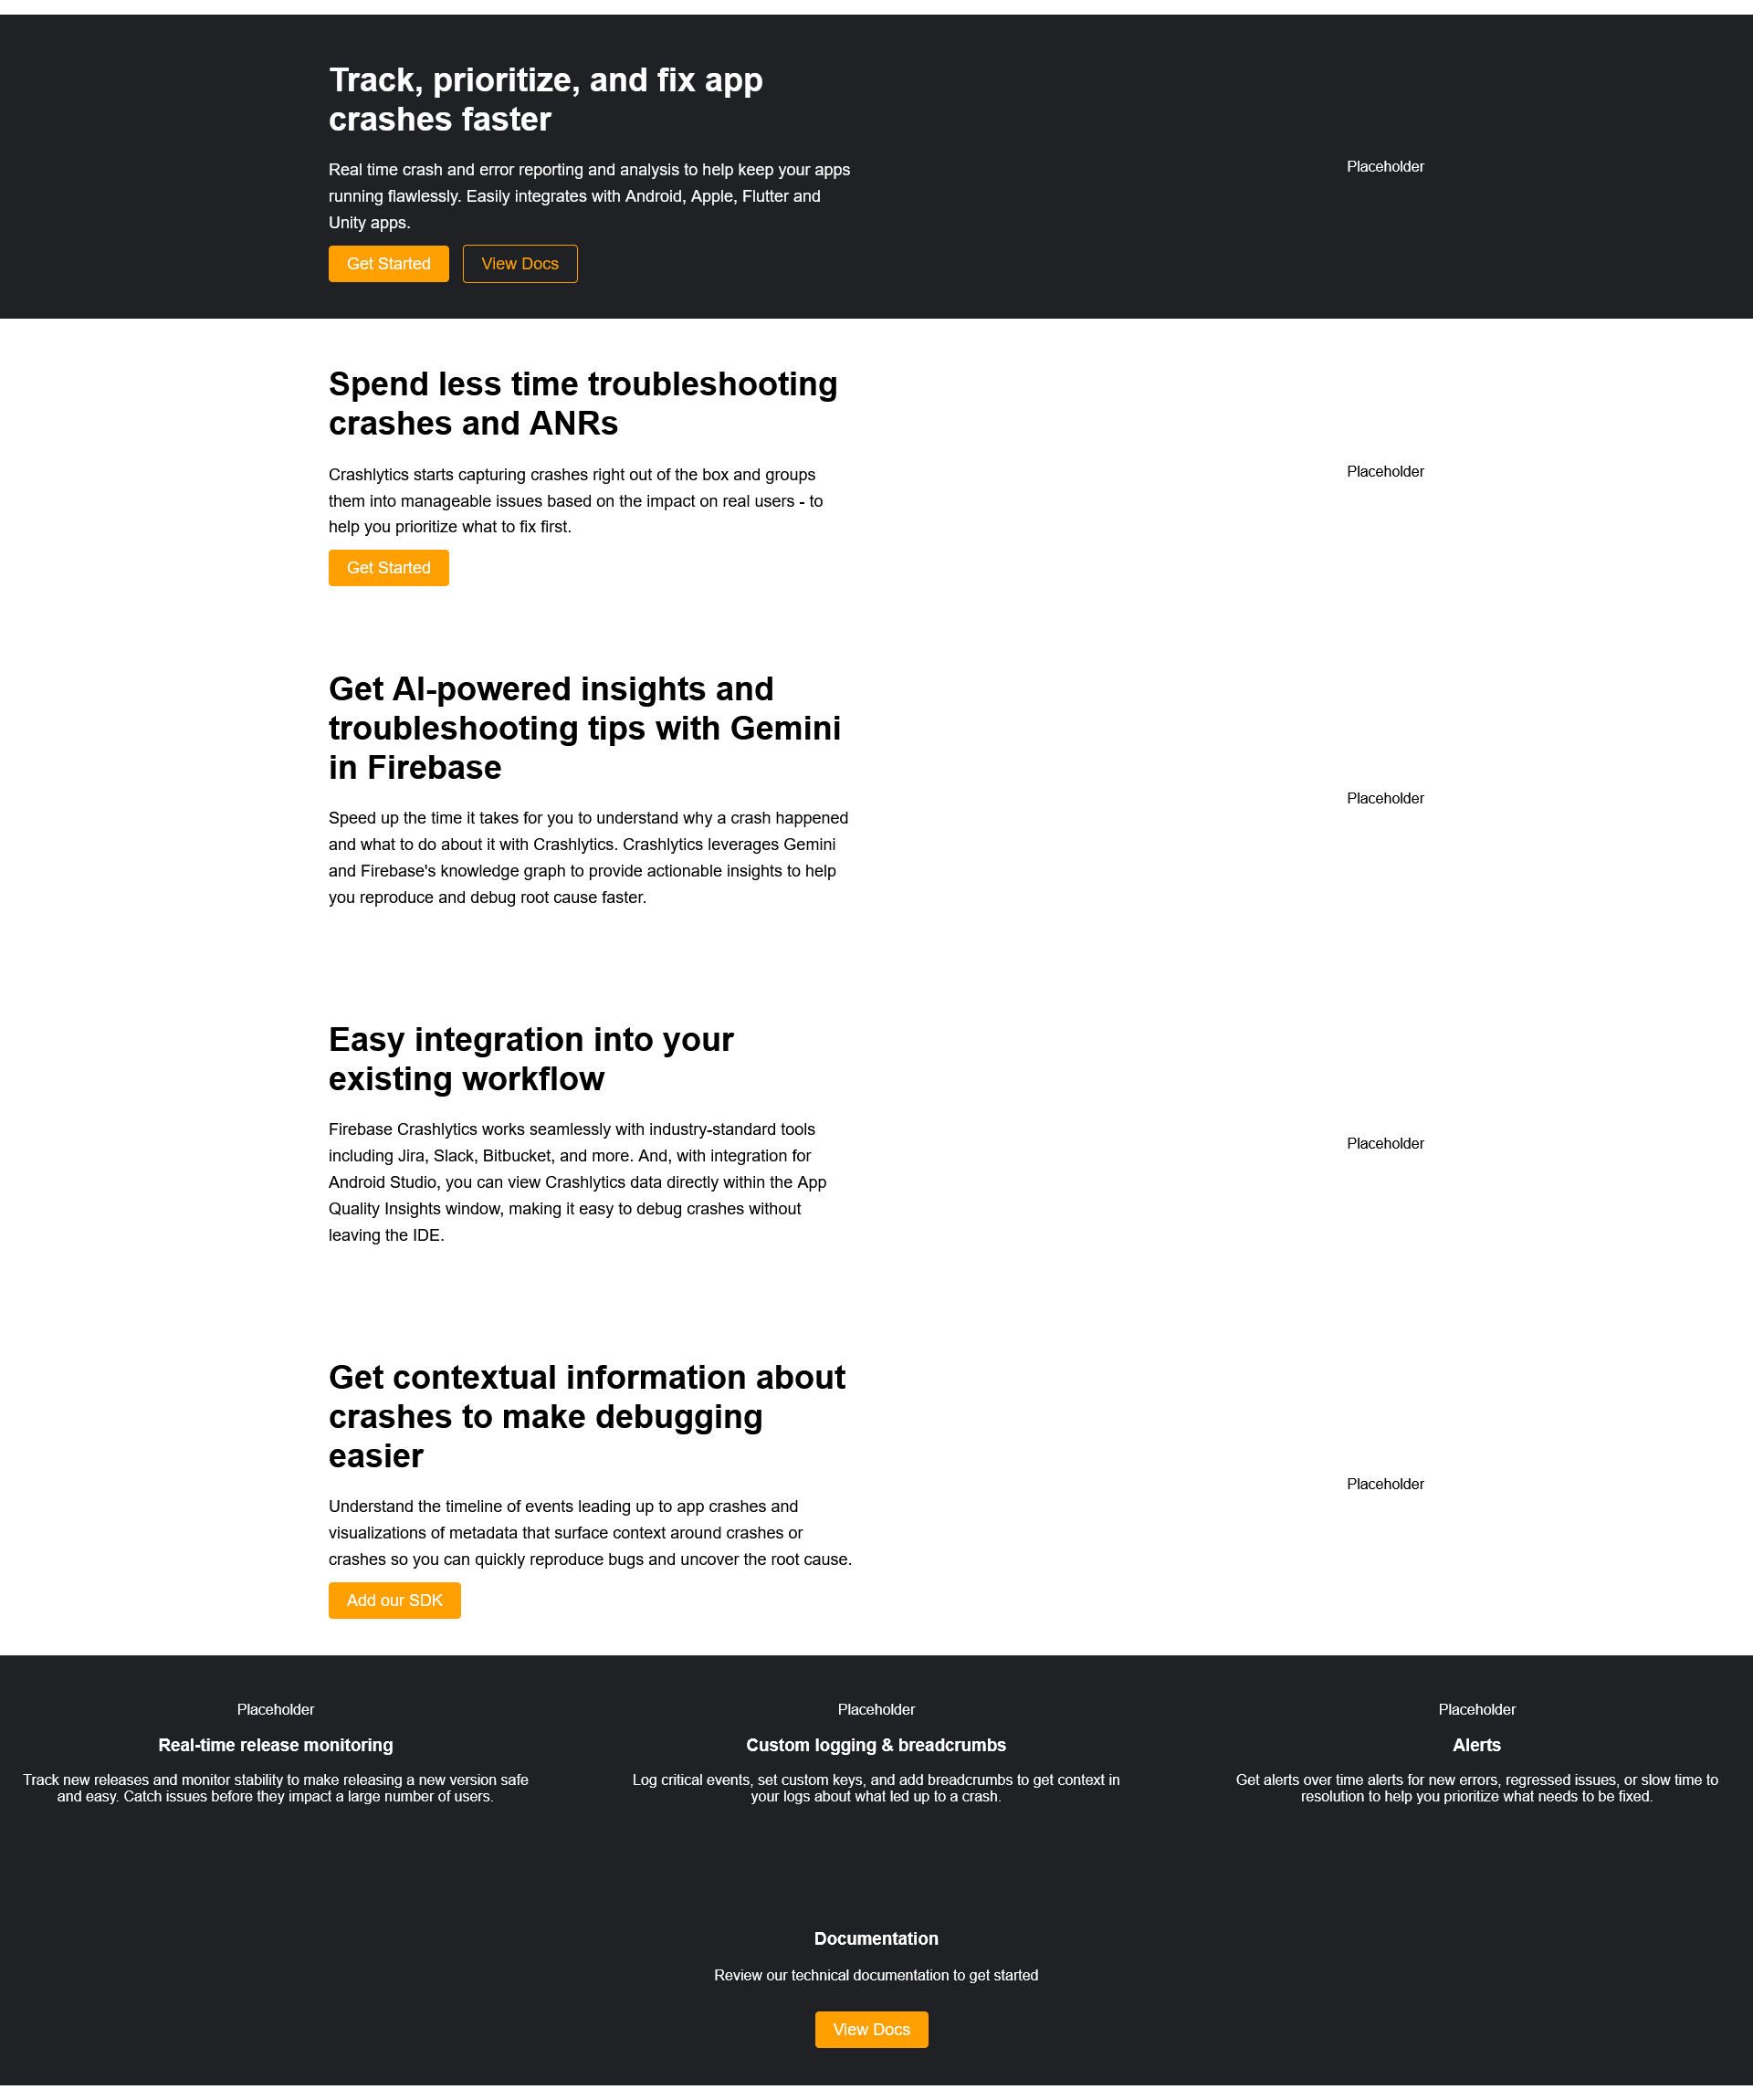 Track, prioritize, and fix app
crashes faster
Real time crash and error reporting and analysis to help keep your apps
running flawlessly. Easily integrates with Android, Apple, Flutter and
Unity apps.
Get Started
View Docs
Placeholder
Spend less time troubleshooting
crashes and ANRs
Crashlytics starts capturing crashes right out of the box and groups
them into manageable issues based on the impact on real users - to
help you prioritize what to fix first.
Get Started
Placeholder
Get AI-powered insights and
troubleshooting tips with Gemini
in Firebase
Speed up the time it takes for you to understand why a crash happened
and what to do about it with Crashlytics. Crashlytics leverages Gemini
and Firebase's knowledge graph to provide actionable insights to help
you reproduce and debug root cause faster.
Placeholder
Easy integration into your
existing workflow
Firebase Crashlytics works seamlessly with industry-standard tools
including Jira, Slack, Bitbucket, and more. And, with integration for
Android Studio, you can view Crashlytics data directly within the App
Quality Insights window, making it easy to debug crashes without
leaving the IDE.
Placeholder
Get contextual information about
crashes to make debugging
easier
Understand the timeline of events leading up to app crashes and
visualizations of metadata that surface context around crashes or
crashes so you can quickly reproduce bugs and uncover the root cause.
Add our SDK
Placeholder
Placeholder
Real-time release monitoring
Track new releases and monitor stability to make releasing a new version safe
and easy. Catch issues before they impact a large number of users.
Placeholder
Custom logging & breadcrumbs
Log critical events, set custom keys, and add breadcrumbs to get context in
your logs about what led up to a crash.
Placeholder
Alerts
Get alerts over time alerts for new errors, regressed issues, or slow time to
resolution to help you prioritize what needs to be fixed.
Documentation
Review our technical documentation to get started
View Docs